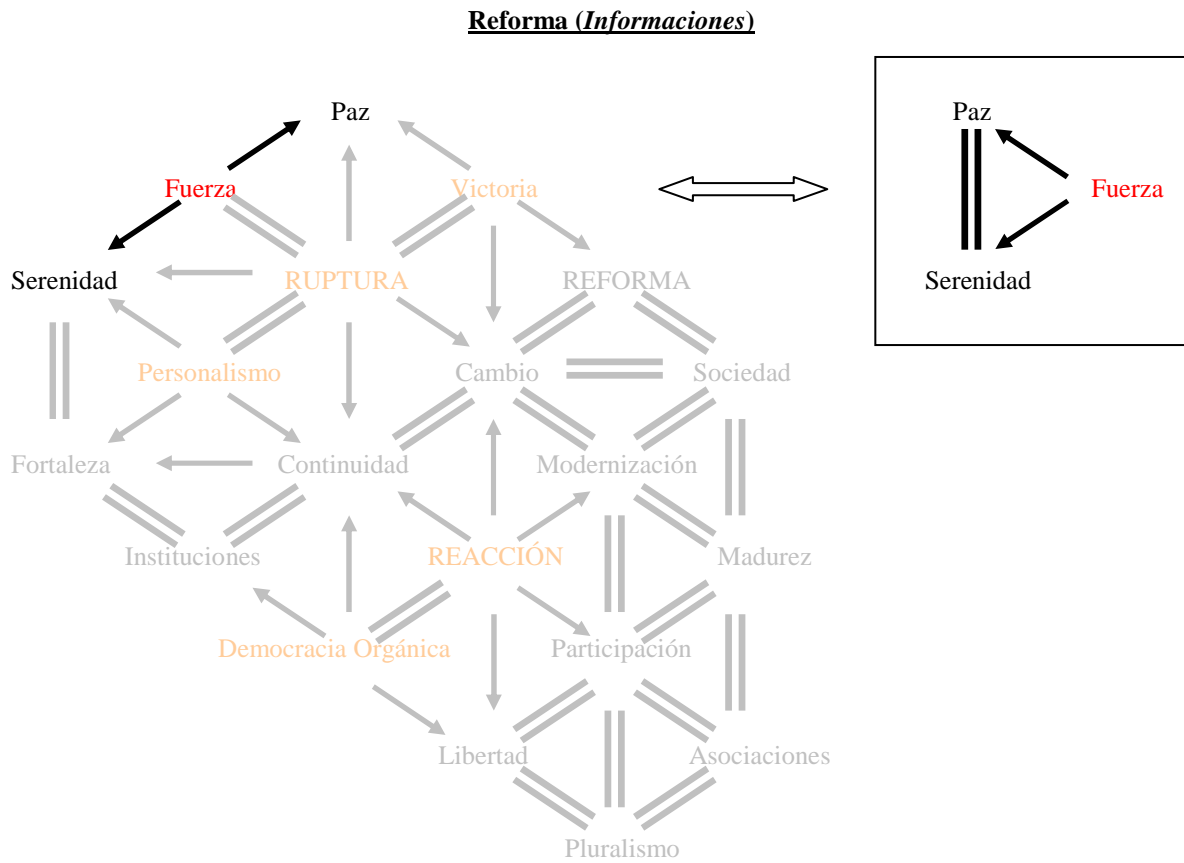 Reforma (Informaciones)
Paz
Paz
Fuerza
Victoria
Fuerza
Serenidad
RUPTURA
REFORMA
Serenidad
Personalismo
Cambio
Sociedad
Fortaleza
Continuidad
Modernización
Instituciones
REACCIÓN
Madurez
Democracia Orgánica
Participación
Libertad
Asociaciones
Pluralismo